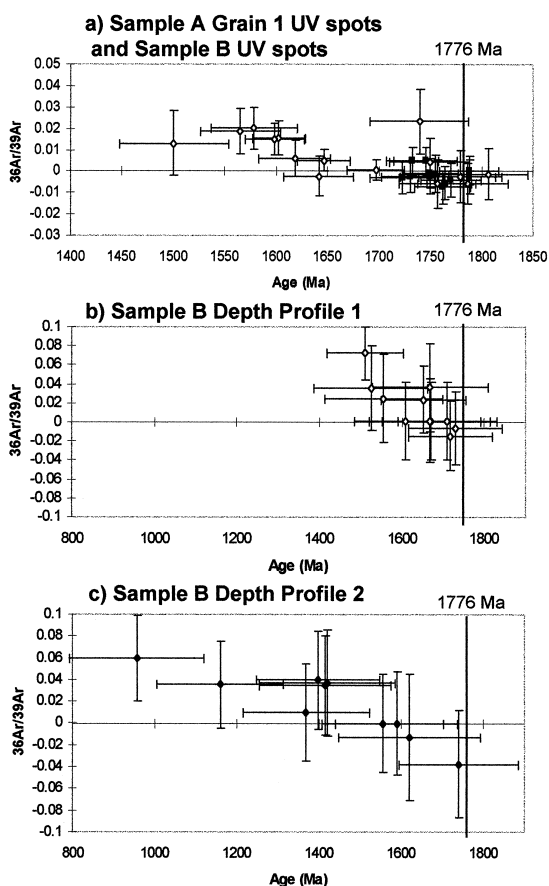 a) Sample A Grain 1 UV spots
and Sample B UV spots
1776 Ma
0.05
0.04
0.03
0.02
0.01
0
-0.01
-0.02
-0.03
36Ar/39Ar
1400 1450 1500 1550 1600 1650 1700 1750 1800 1850
Age (Ma)
b) Sample B Depth Profile 1
1776 Ma
0.1
0.08
0.06
0.04
0.02
0
-0.02
-0.04
-0.06
-0.08
-0.1
36Ar/39Ar
800 1000 1200 1400 1600 1800
Age (Ma)
c) Sample B Depth Profile 2
1776 Ma
0.1
0.08
0.06
0.04
0.02
0
-0.02
-0.04
-0.06
-0.08
-0.1
36Ar/39Ar
800 1000 1200 1400 1600 1800
Age (Ma)